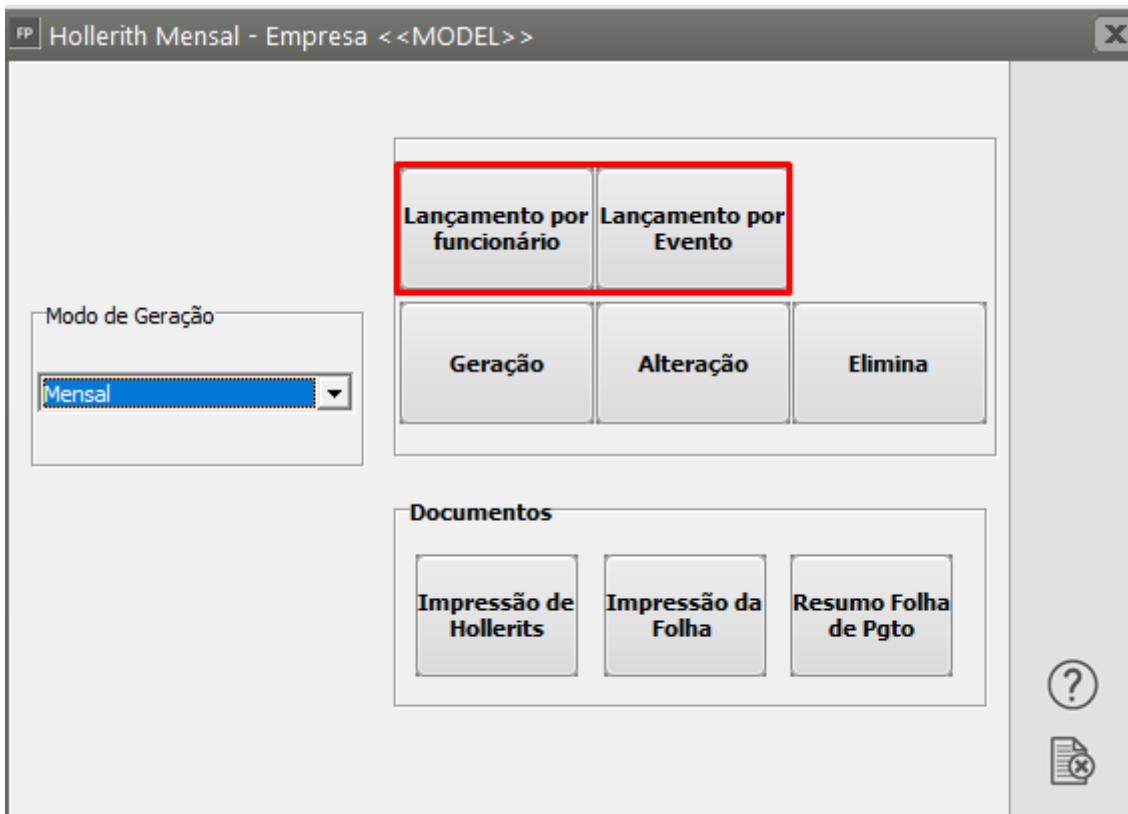 FP Hollerith Mensal - Empresa <<MODEL>>
Lançamento por
funcionário
Lançamento por
Evento
Modo de Geração
Mensal
Geração
Alteração
Elimina
Documentos
Impressão de
Hollerits
Impressão da
Folha
Resumo Folha
de Pgto
?